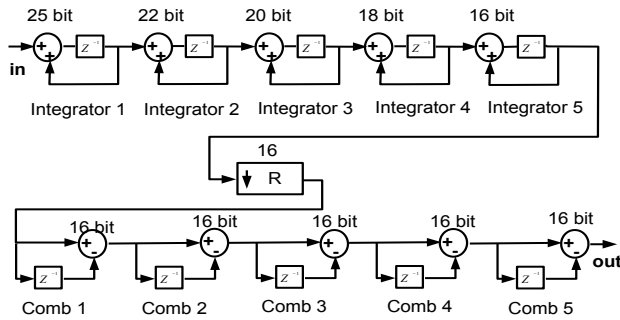 25 bit 22 bit 20 bit 18 bit 16 bit
+ + Z⁻¹ + + Z⁻¹ + + Z⁻¹ + + Z⁻¹ + + Z⁻¹
in
Integrator 1 Integrator 2 Integrator 3 Integrator 4 Integrator 5
16
R
16 bit 16 bit 16 bit 16 bit 16 bit
+ - + - + - + - + -
out
Z⁻¹ Z⁻¹ Z⁻¹ Z⁻¹ Z⁻¹
Comb 1 Comb 2 Comb 3 Comb 4 Comb 5